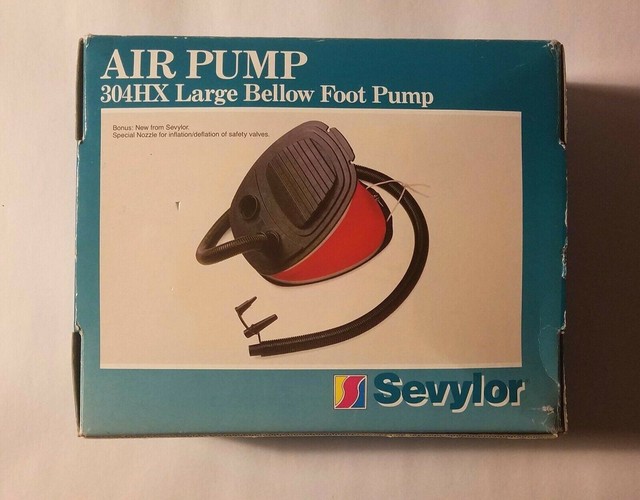 AIR PUMP
304HX Large Bellow Foot Pump
Bonus: New from Sevylor.
Special Nozzle for inflation/deflation of safety valves.
Sevylor